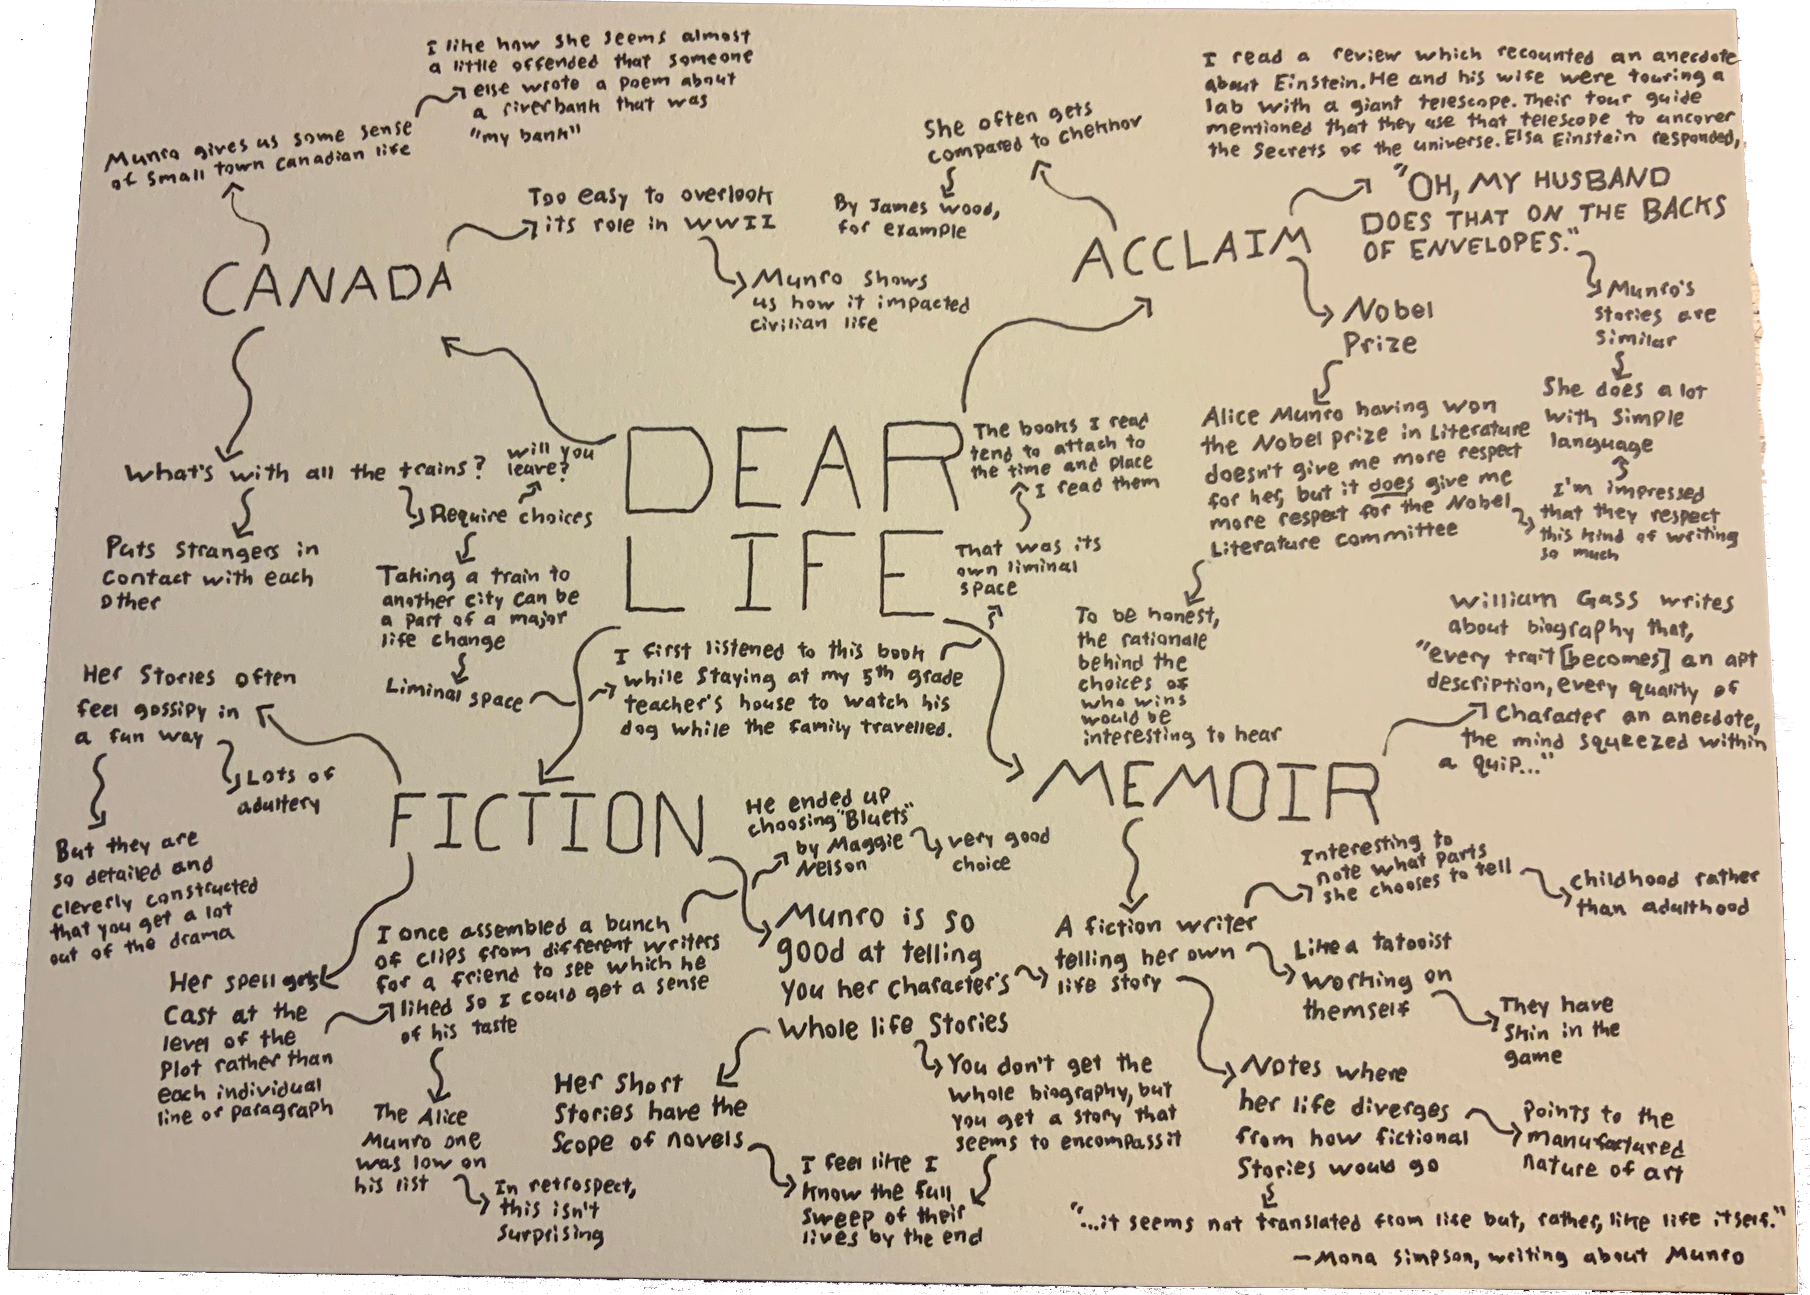 I like how she seems almost
a little offended that someone
else wrote a poem about
a riverbank that was
"my bank"
Munro gives us some sense
of small town Canadian life
Too easy to overlook
its role in WWII
Munro shows
us how it impacted
civilian life
CANADA
She often gets
compared to Chekhov
By James Wood,
for example
ACCLAIM
I read a review which recounted an anecdote
about Einstein. He and his wife were touring a
lab with a giant telescope. Their tour guide
mentioned that they use that telescope to uncover
the secrets of the universe. Elsa Einstein responded,
"OH, MY HUSBAND
DOES THAT ON THE BACKS
OF ENVELOPES."
Munro's
stories are
similar
She does a lot
with simple
language
Nobel
Prize
Alice Munro having won
the Nobel prize in Literature
doesn't give me more respect
for her, but it does give me
more respect for the Nobel
Literature committee
I'm impressed
that they respect
this kind of writing
so much
To be honest,
the rationale
behind the
choices of
who wins
would be
interesting to hear
What's with all the trains?
will you
leave?
Require choices
Puts strangers in
contact with each
other
Taking a train to
another city can be
a part of a major
life change
Liminal space
DEAR
LIFE
The books I read
tend to attach to
the time and place
I read them
That was its
own liminal
space
I first listened to this book
while staying at my 5th grade
teacher's house to watch his
dog while the family travelled.
Her stories often
feel gossipy in
a fun way
Lots of
adultery
But they are
so detailed and
cleverly constructed
that you get a lot
out of the drama
FICTION
He ended up
choosing "Bluets"
by Maggie
Nelson
very good
choice
Her spell gets
cast at the
level of the
plot rather than
each individual
line or paragraph
I once assembled a bunch
of clips from different writers
for a friend to see which he
liked so I could get a sense
of his taste
The Alice
Munro one
was low on
his list
In retrospect,
this isn't
surprising
Munro is so
good at telling
you her character's
whole life stories
Her short
stories have the
scope of novels
You don't get the
whole biography, but
you get a story that
seems to encompass it
I feel like I
know the full
sweep of their
lives by the end
MEMOIR
William Gass writes
about biography that,
"every trait [becomes] an apt
description, every quality of
character an anecdote,
the mind squeezed within
a quip..."
A fiction writer
telling her own
life story
Interesting to
note what parts
she chooses to tell
childhood rather
than adulthood
Like a tatooist
working on
themself
They have
skin in the
game
Notes where
her life diverges
from how fictional
stories would go
Points to the
manufactured
nature of art
"...it seems not translated from life but, rather, like life itself."
—Mona Simpson, writing about Munro